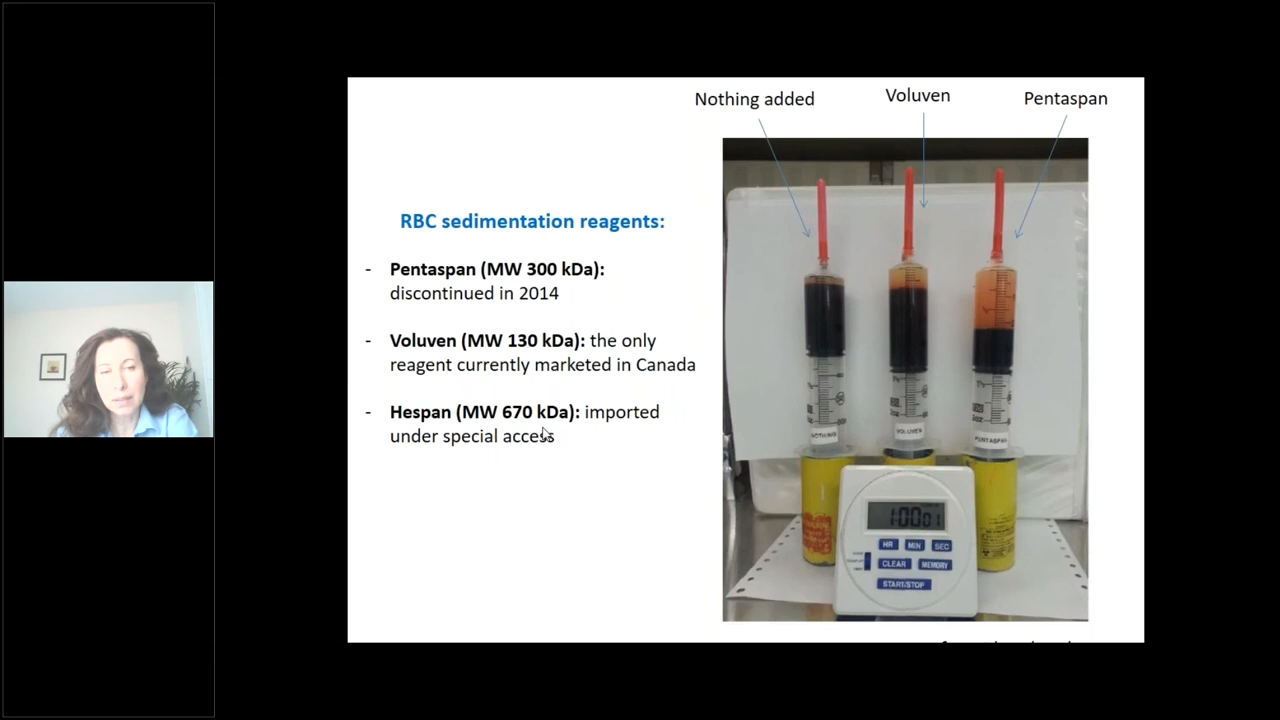 Nothing added
Voluven
Pentaspan
RBC sedimentation reagents:
- Pentaspan (MW 300 kDa):
discontinued in 2014
- Voluven (MW 130 kDa): the only
reagent currently marketed in Canada
- Hespan (MW 670 kDa): imported
under special access
NOTHING
VOLUVEN
PENTASPAN
1:00 01
HR MIN SEC
CLEAR MEMORY
START/STOP